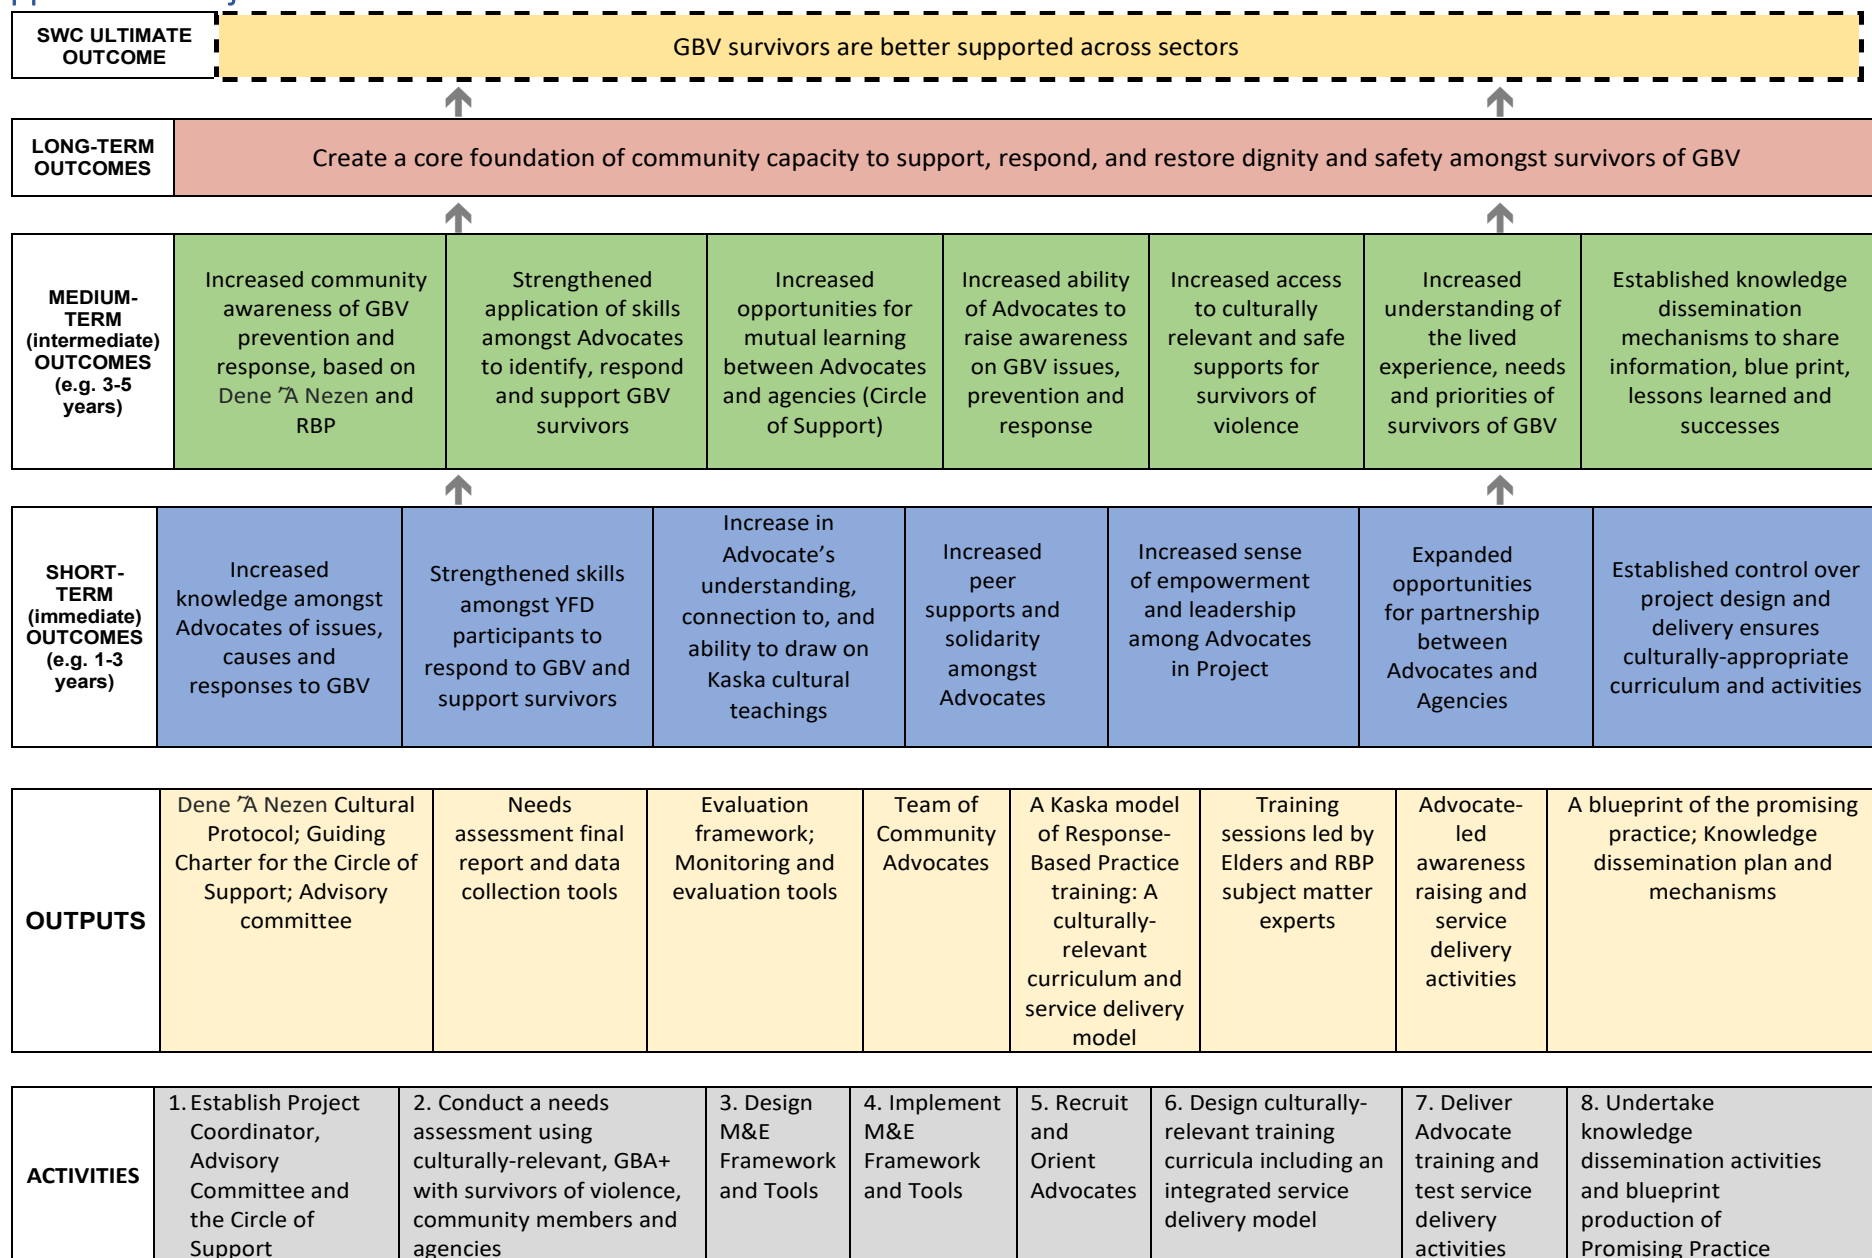 SWC ULTIMATE
OUTCOME
GBV survivors are better supported across sectors
LONG-TERM
OUTCOMES
Create a core foundation of community capacity to support, respond, and restore dignity and safety amongst survivors of GBV
MEDIUM-
TERM
(intermediate)
OUTCOMES
(e.g. 3-5
years)
Increased community
awareness of GBV
prevention and
response, based on
Dene ‘A Nezen and
RBP
Strengthened
application of skills
amongst Advocates
to identify, respond
and support GBV
survivors
Increased
opportunities for
mutual learning
between Advocates
and agencies (Circle
of Support)
Increased ability
of Advocates to
raise awareness
on GBV issues,
prevention and
response
Increased access
to culturally
relevant and safe
supports for
survivors of
violence
Increased
understanding of
the lived
experience, needs
and priorities of
survivors of GBV
Established knowledge
dissemination
mechanisms to share
information, blue print,
lessons learned and
successes
SHORT-
TERM
(immediate)
OUTCOMES
(e.g. 1-3
years)
Increased
knowledge amongst
Advocates of issues,
causes and
responses to GBV
Strengthened skills
amongst YFD
participants to
respond to GBV and
support survivors
Increase in
Advocate’s
understanding,
connection to, and
ability to draw on
Kaska cultural
teachings
Increased
peer
supports and
solidarity
amongst
Advocates
Increased sense
of empowerment
and leadership
among Advocates
in Project
Expanded
opportunities
for partnership
between
Advocates and
Agencies
Established control over
project design and
delivery ensures
culturally-appropriate
curriculum and activities
OUTPUTS
Dene ‘A Nezen Cultural
Protocol; Guiding
Charter for the Circle of
Support; Advisory
committee
Needs
assessment final
report and data
collection tools
Evaluation
framework;
Monitoring and
evaluation tools
Team of
Community
Advocates
A Kaska model
of Response-
Based Practice
training: A
culturally-
relevant
curriculum and
service delivery
model
Training
sessions led by
Elders and RBP
subject matter
experts
Advocate-
led
awareness
raising and
service
delivery
activities
A blueprint of the promising
practice; Knowledge
dissemination plan and
mechanisms
ACTIVITIES
1. Establish Project
Coordinator,
Advisory
Committee and
the Circle of
Support
2. Conduct a needs
assessment using
culturally-relevant, GBA+
with survivors of violence,
community members and
agencies
3. Design
M&E
Framework
and Tools
4. Implement
M&E
Framework
and Tools
5. Recruit
and
Orient
Advocates
6. Design culturally-
relevant training
curricula including an
integrated service
delivery model
7. Deliver
Advocate
training and
test service
delivery
activities
8. Undertake
knowledge
dissemination activities
and blueprint
production of
Promising Practice